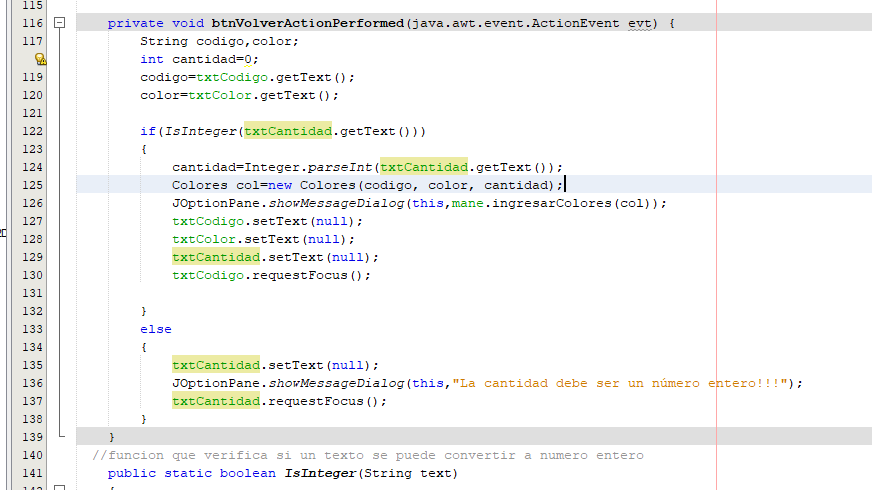 115
116 private void btnVolverActionPerformed(java.awt.event.ActionEvent evt) {
117 String codigo,color;
int cantidad=0;
119 codigo=txtCodigo.getText();
120 color=txtColor.getText();
121
122 if(IsInteger(txtCantidad.getText()))
123 {
124 cantidad=Integer.parseInt(txtCantidad.getText());
125 Colores col=new Colores(codigo, color, cantidad);
126 JOptionPane.showMessageDialog(this,mane.ingresarColores(col));
127 txtCodigo.setText(null);
128 txtColor.setText(null);
129 txtCantidad.setText(null);
130 txtCodigo.requestFocus();
131
132 }
133 else
134 {
135 txtCantidad.setText(null);
136 JOptionPane.showMessageDialog(this,"La cantidad debe ser un número entero!!!");
137 txtCantidad.requestFocus();
138 }
139 }
140 //funcion que verifica si un texto se puede convertir a numero entero
141 public static boolean IsInteger(String text)
142 {